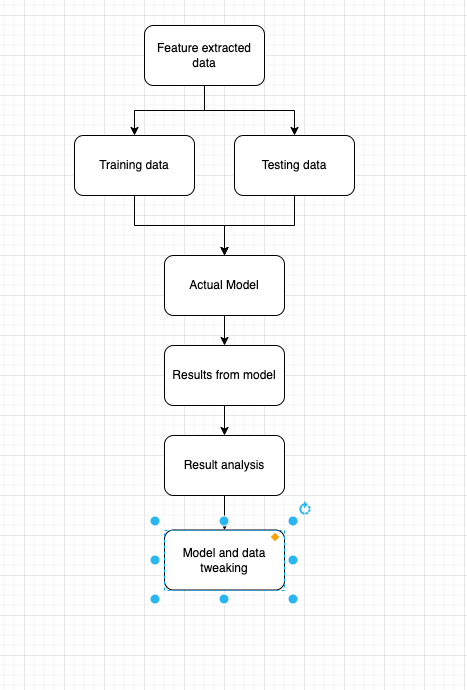 Feature extracted
data
Training data
Testing data
Actual Model
Results from model
Result analysis
Model and data
tweaking